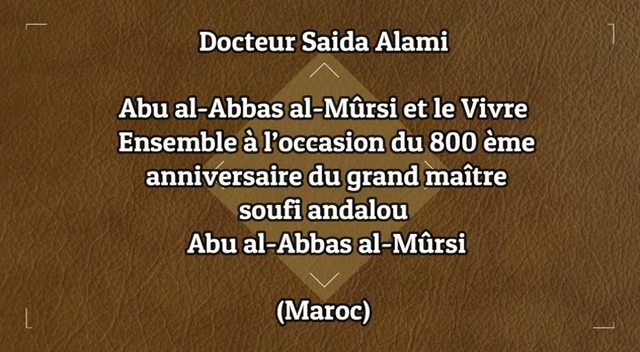 Docteur Saida Alami
Abu al-Abbas al-Mûrsi et le Vivre
Ensemble à l'occasion du 800 ème
anniversaire du grand maître
soufi andalou
Abu al-Abbas al-Mûrsi
(Maroc)